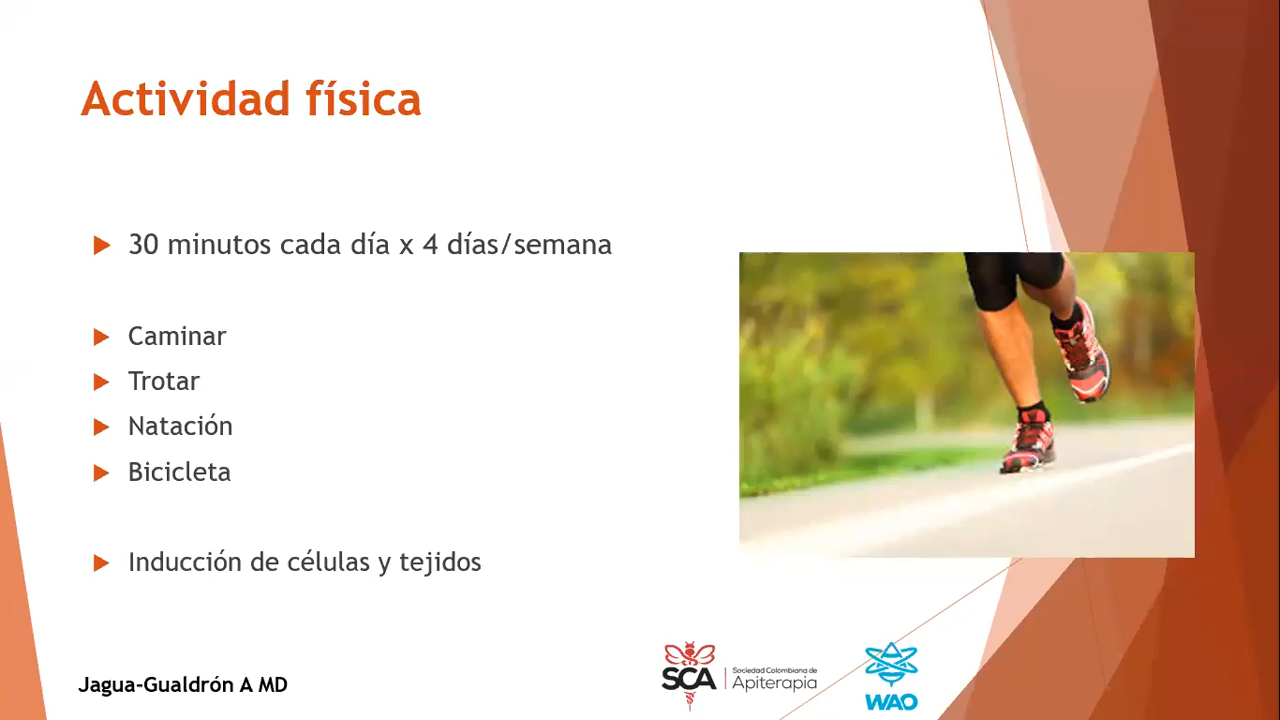 Actividad física
30 minutos cada día x 4 días/semana
Caminar
Trotar
Natación
Bicicleta
Inducción de células y tejidos
Jagua-Gualdrón A MD
SCA
Sociedad Colombiana de
Apiterapia
WAO